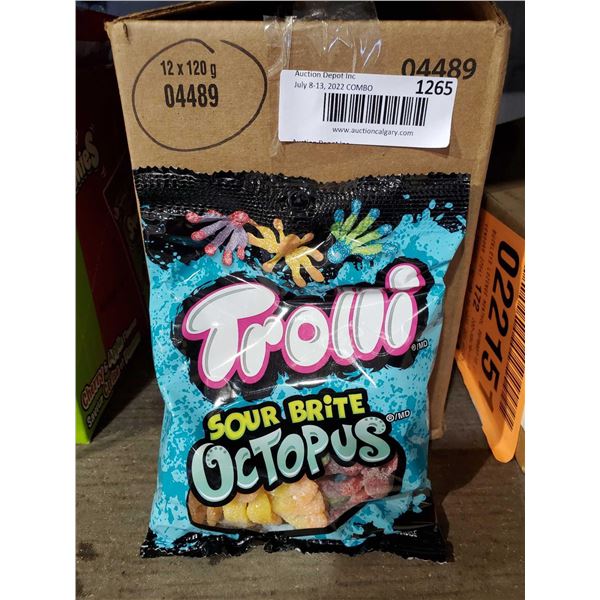 12 x 120 g
04489
04489
Auction Depot Inc
July 8-13, 2022 COMBO
1265
www.auctioncalgary.com
Trolli
®/MD
SOUR BRITE
OCTOPUS
®/MD
02215
172